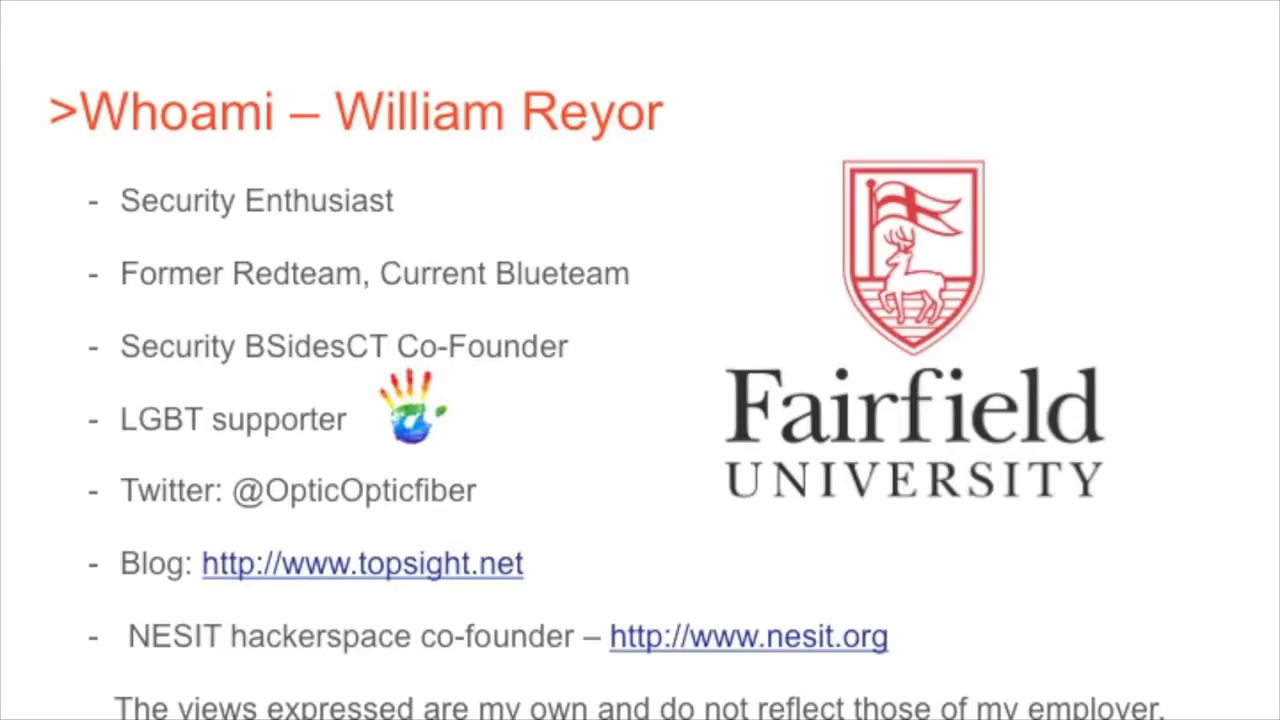 >Whoami – William Reyor
- Security Enthusiast
- Former Redteam, Current Blueteam
- Security BSidesCT Co-Founder
- LGBT supporter
- Twitter: @OpticOpticfiber
- Blog: http://www.topsight.net
- NESIT hackerspace co-founder – http://www.nesit.org
The views expressed are my own and do not reflect those of my employer.
Fairfield
UNIVERSITY